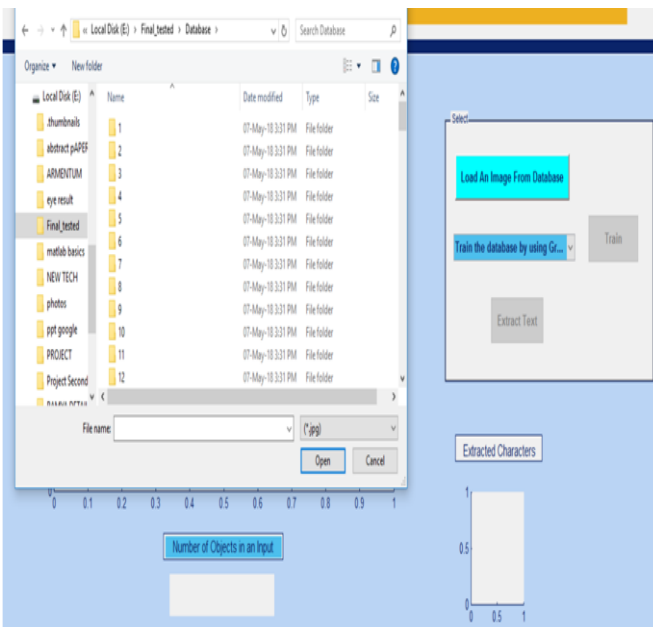 « Local Disk (E:) › Final_tested › Database ›
Search Database
Organize
New folder
Local Disk (E:)
.thumbnails
abstract pAPEF
ARMENTUM
eye result
Final_tested
matlab basics
NEW TECH
photos
ppt google
PROJECT
Project Second
Name Date modified Type Size
1 07-May-18 3:31 PM File folder
2 07-May-18 3:31 PM File folder
3 07-May-18 3:31 PM File folder
4 07-May-18 3:31 PM File folder
5 07-May-18 3:31 PM File folder
6 07-May-18 3:31 PM File folder
7 07-May-18 3:31 PM File folder
8 07-May-18 3:31 PM File folder
9 07-May-18 3:31 PM File folder
10 07-May-18 3:31 PM File folder
11 07-May-18 3:31 PM File folder
12 07-May-18 3:31 PM File folder
File name:
(*.jpg)
Open
Cancel
Select
Load An Image From Database
Train the database by using Gr...
Train
Extract Text
Extracted Characters
0
0 0.1 0.2 0.3 0.4 0.5 0.6 0.7 0.8 0.9 1
Number of Objects in an Input
1
0.5
0
0 0.5 1